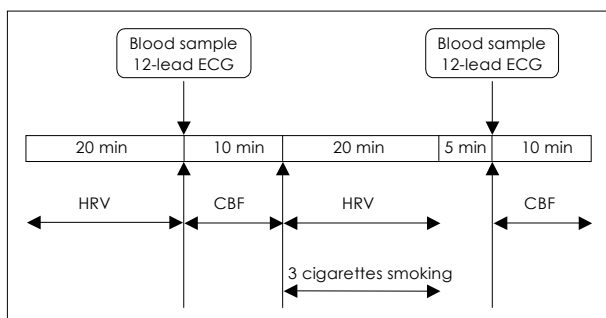 Blood sample
12-lead ECG
Blood sample
12-lead ECG
20 min
10 min
20 min
5 min
10 min
HRV
CBF
HRV
CBF
3 cigarettes smoking